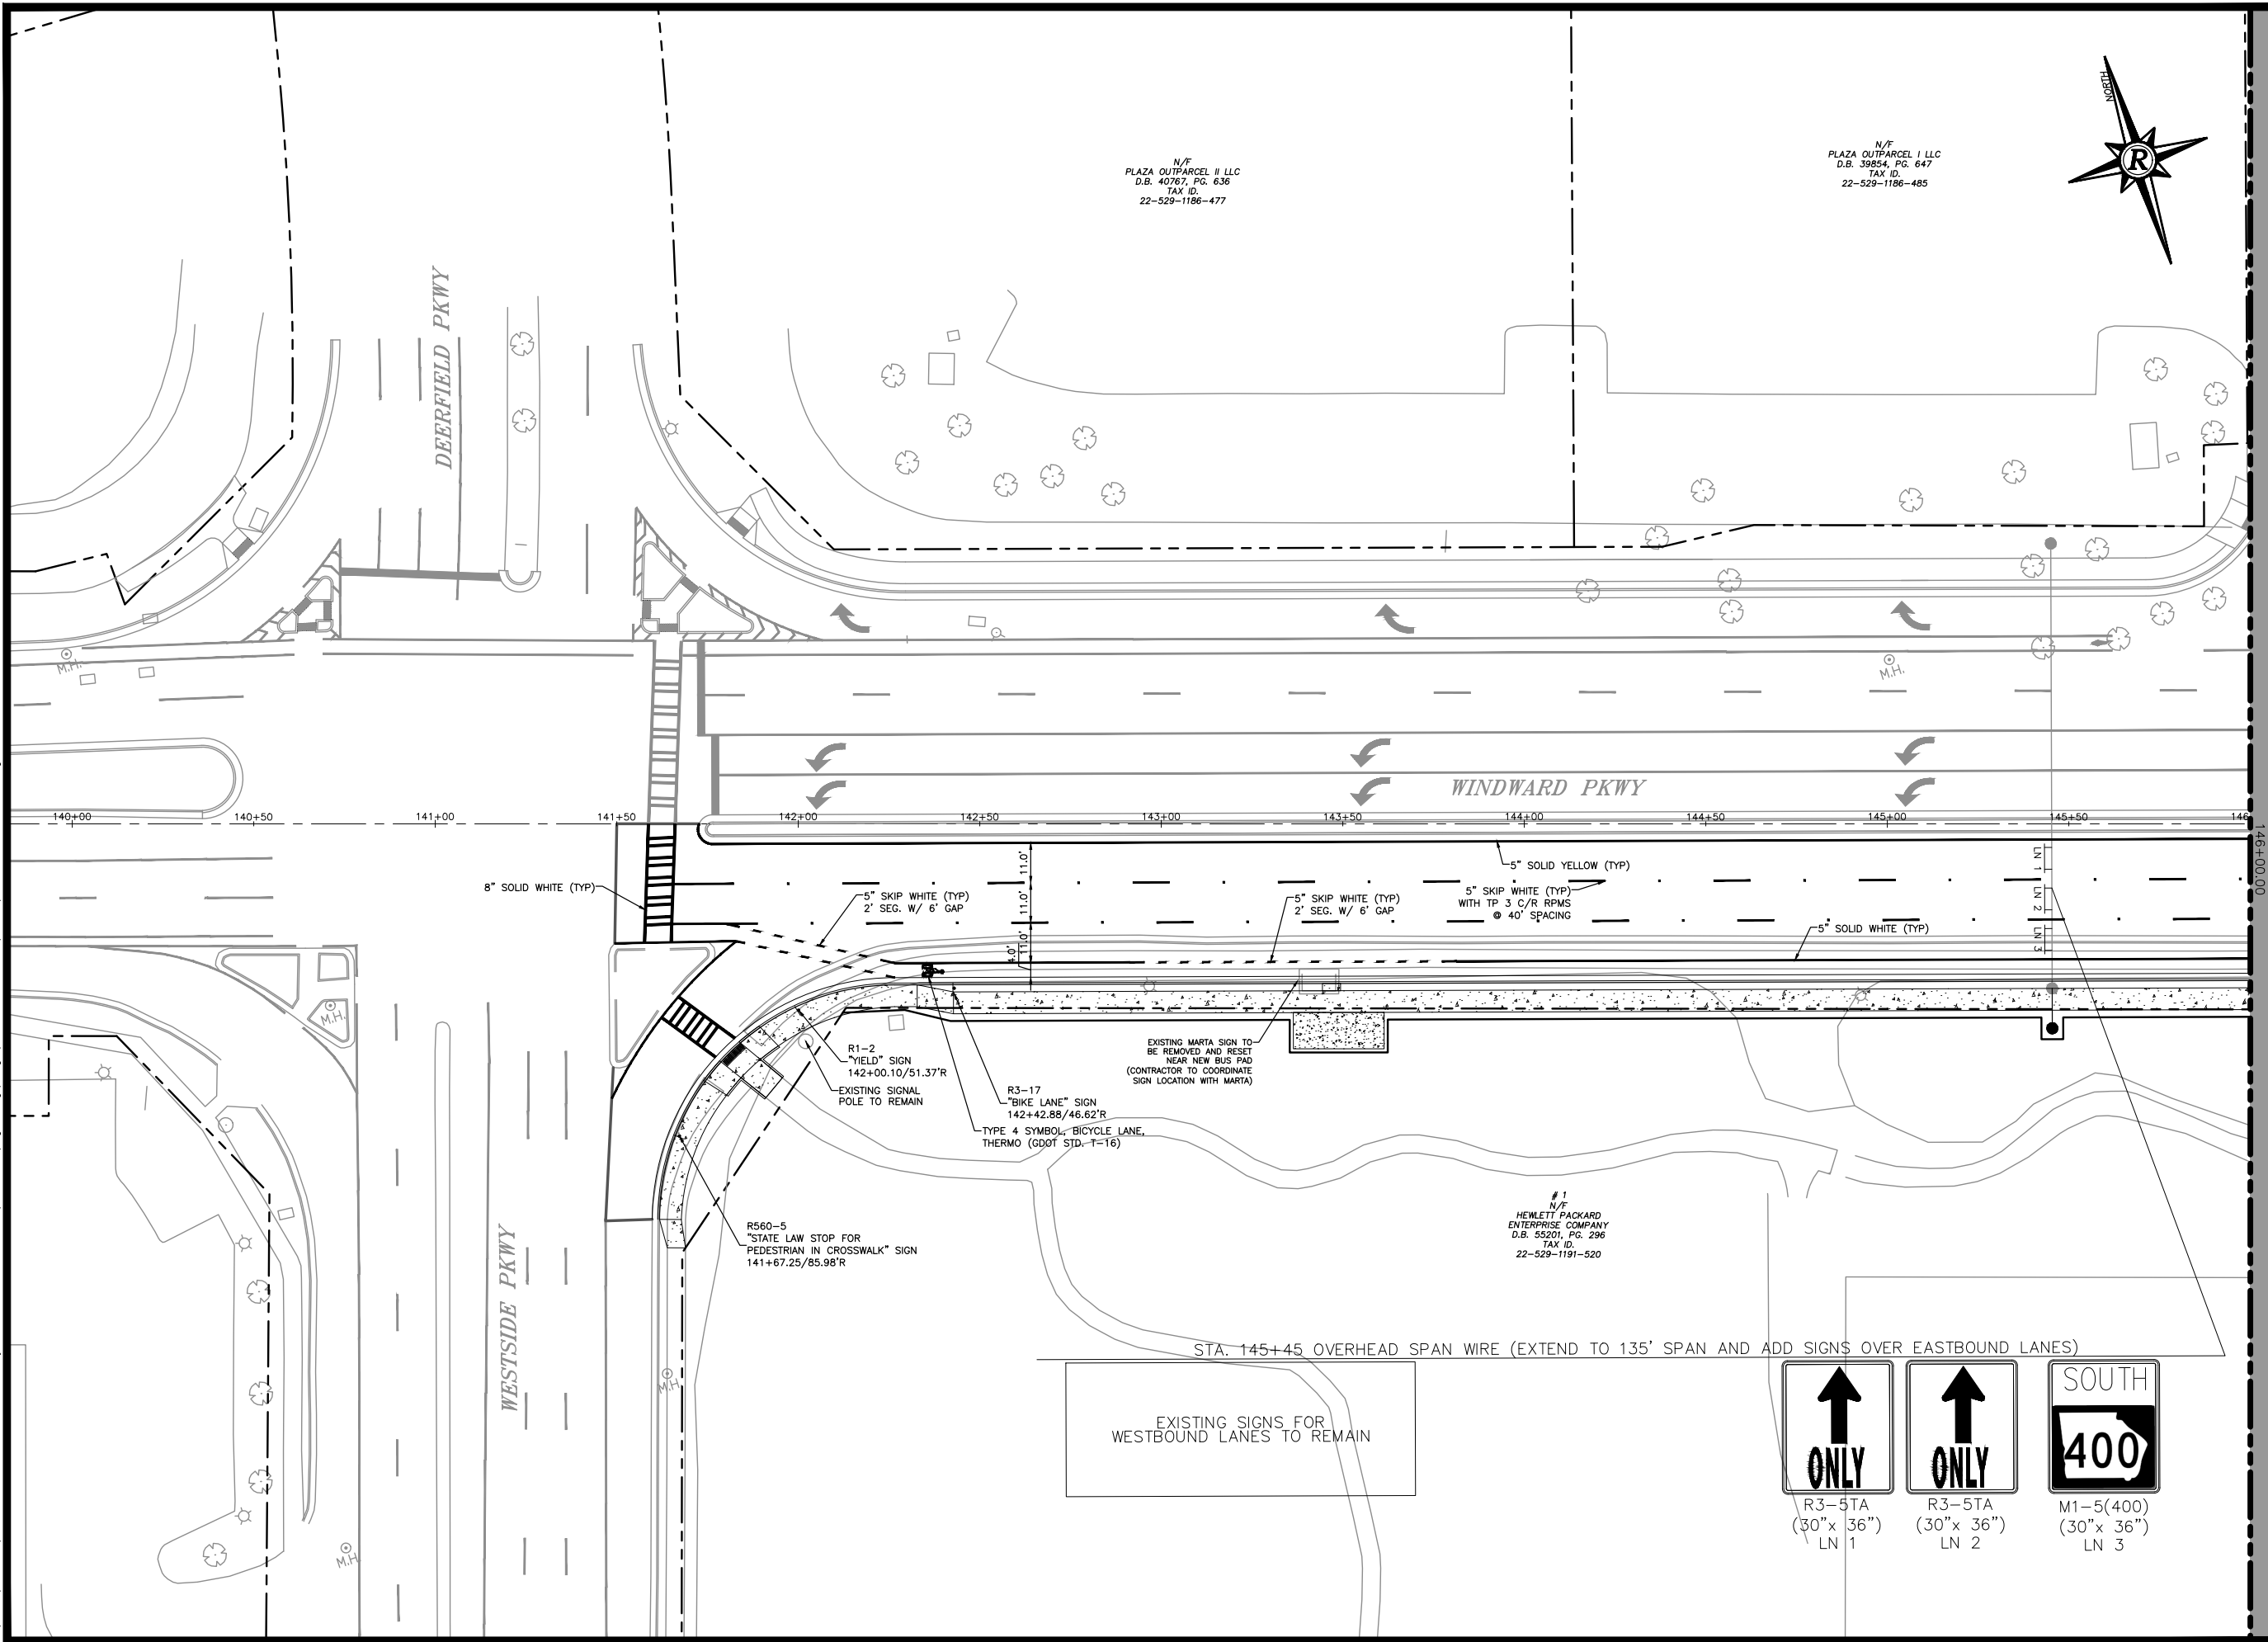 NORTH
R
N/F
PLAZA OUTPARCEL II LLC
D.B. 40767, PG. 636
TAX ID.
22-529-1186-477
N/F
PLAZA OUTPARCEL I LLC
D.B. 39854, PG. 647
TAX ID.
22-529-1186-485
DEERFIELD PKWY
M.H.
M.H.
WINDWARD PKWY
140+00
140+50
141+00
141+50
142+00
142+50
143+00
143+50
144+00
144+50
145+00
145+50
146
146+00.00
8" SOLID WHITE (TYP)
5" SKIP WHITE (TYP)
2' SEG. W/ 6' GAP
11.0'
11.0'
11.0'
4.0'
5" SKIP WHITE (TYP)
2' SEG. W/ 6' GAP
5" SOLID YELLOW (TYP)
5" SKIP WHITE (TYP)
WITH TP 3 C/R RPMS
@ 40' SPACING
5" SOLID WHITE (TYP)
LN 1
LN 2
LN 3
M.H.
R1-2
"YIELD" SIGN
142+00.10/51.37'R
EXISTING SIGNAL
POLE TO REMAIN
R3-17
"BIKE LANE" SIGN
142+42.88/46.62'R
TYPE 4 SYMBOL, BICYCLE LANE,
THERMO (GDOT STD. T-16)
EXISTING MARTA SIGN TO
BE REMOVED AND RESET
NEAR NEW BUS PAD
(CONTRACTOR TO COORDINATE
SIGN LOCATION WITH MARTA)
R560-5
"STATE LAW STOP FOR
PEDESTRIAN IN CROSSWALK" SIGN
141+67.25/85.98'R
# 1
N/F
HEWLETT PACKARD
ENTERPRISE COMPANY
D.B. 55201, PG. 296
TAX ID.
22-529-1191-520
WESTSIDE PKWY
M.H.
M.H.
STA. 145+45 OVERHEAD SPAN WIRE (EXTEND TO 135' SPAN AND ADD SIGNS OVER EASTBOUND LANES)
EXISTING SIGNS FOR
WESTBOUND LANES TO REMAIN
ONLY
R3-5TA
(30"x 36")
LN 1
ONLY
R3-5TA
(30"x 36")
LN 2
SOUTH
400
M1-5(400)
(30"x 36")
LN 3